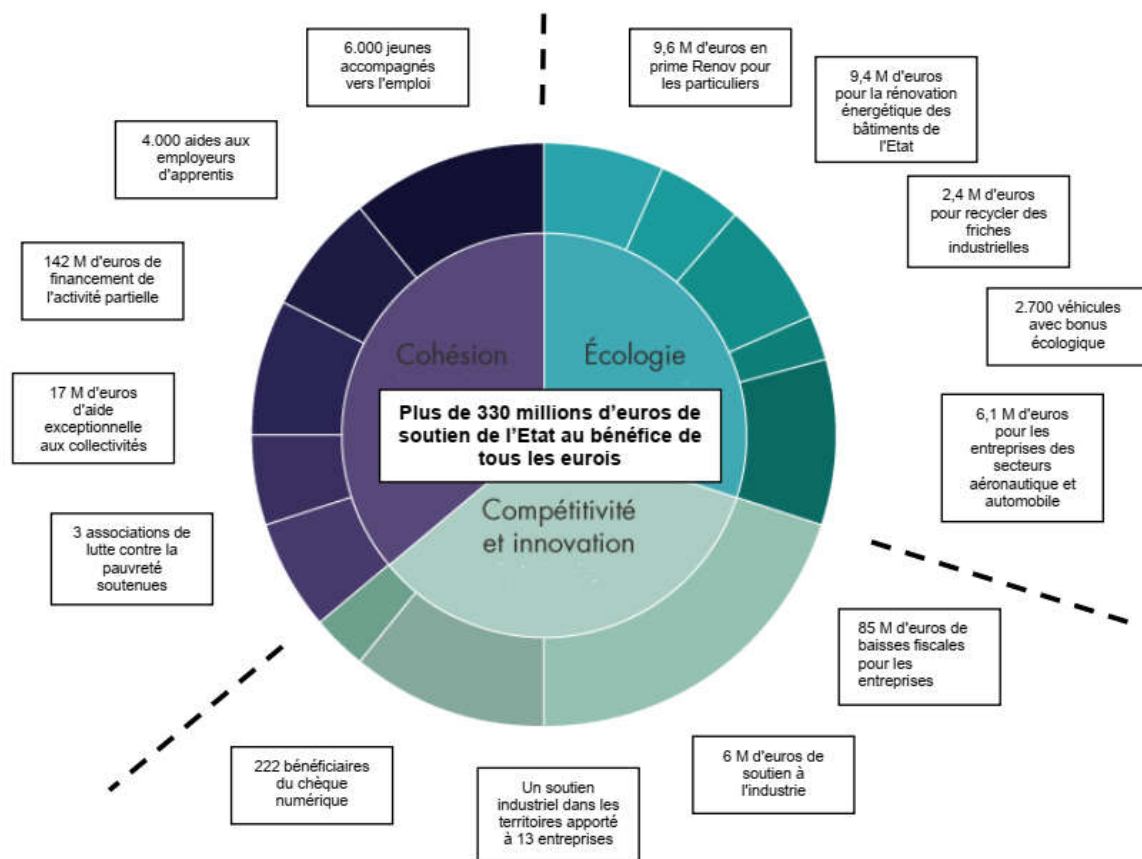 6.000 jeunes
accompagnés
vers l'emploi
9,6 M d'euros en
prime Renov pour
les particuliers
9,4 M d'euros
pour la rénovation
énergétique des
bâtiments de
l'Etat
4.000 aides aux
employeurs
d'apprentis
2,4 M d'euros
pour recycler des
friches
industrielles
142 M d'euros de
financement de
l'activité partielle
2.700 véhicules
avec bonus
écologique
Cohésion
Écologie
17 M d'euros
d'aide
exceptionnelle
aux collectivités
Plus de 330 millions d'euros de
soutien de l'Etat au bénéfice de
tous les eurois
6,1 M d'euros
pour les
entreprises des
secteurs
aéronautique et
automobile
Compétitivité
et innovation
3 associations de
lutte contre la
pauvreté
soutenues
85 M d'euros de
baisses fiscales
pour les
entreprises
222 bénéficiaires
du chèque
numérique
Un soutien
industriel dans les
territoires apporté
à 13 entreprises
6 M d'euros de
soutien à
l'industrie